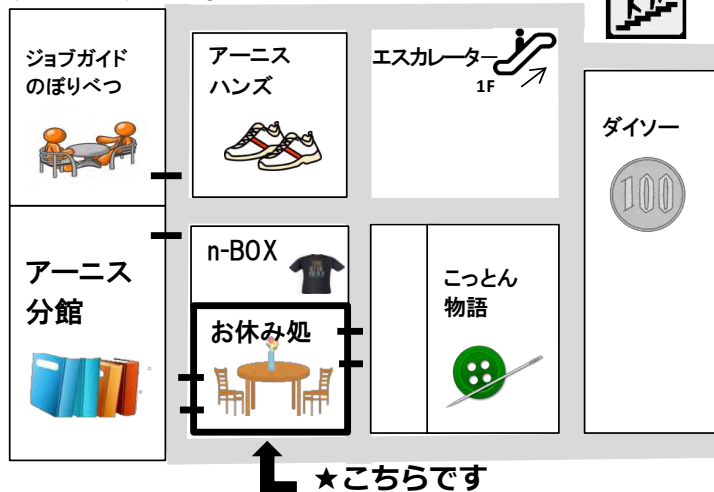 ジョブガイド
のぼりべつ
アーニス
ハンズ
エスカレーター
1F
ダイソー
100
アーニス
分館
n-BOX
こっとん
物語
お休み処
★こちらです